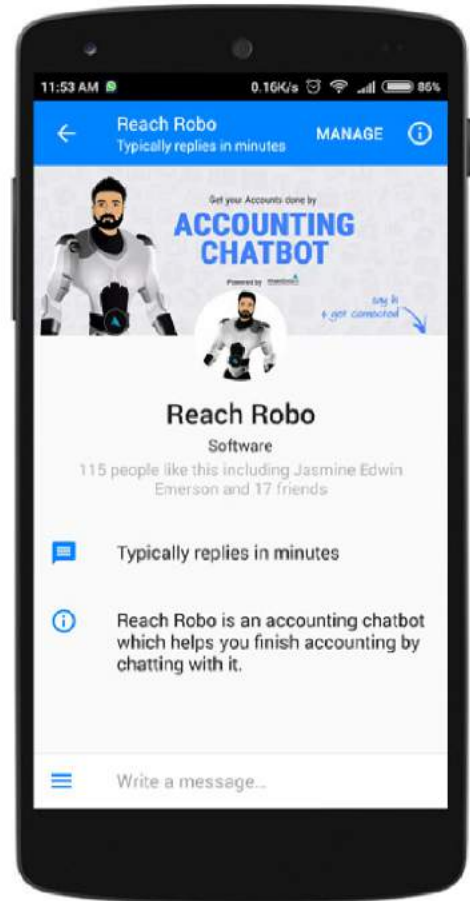 11:53 AM 0.16K/s 86%
Reach Robo
Typically replies in minutes
MANAGE
Get your Accounts done by
ACCOUNTING
CHATBOT
Powered by
say hi
& get connected
Reach Robo
Software
115 people like this including Jasmine Edwin
Emerson and 17 friends
Typically replies in minutes
Reach Robo is an accounting chatbot
which helps you finish accounting by
chatting with it.
Write a message...